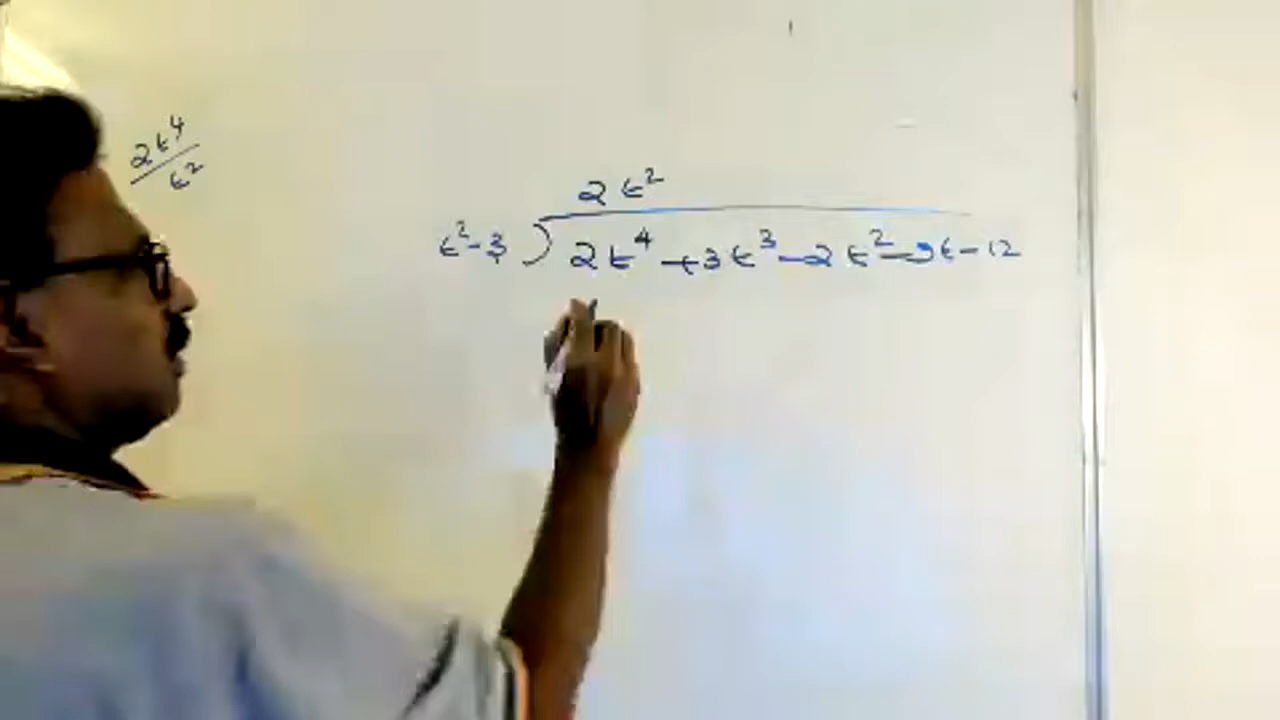 2t⁴/t²
2t²
t²-3 ) 2t⁴ +3t³ -2t² -9t -12